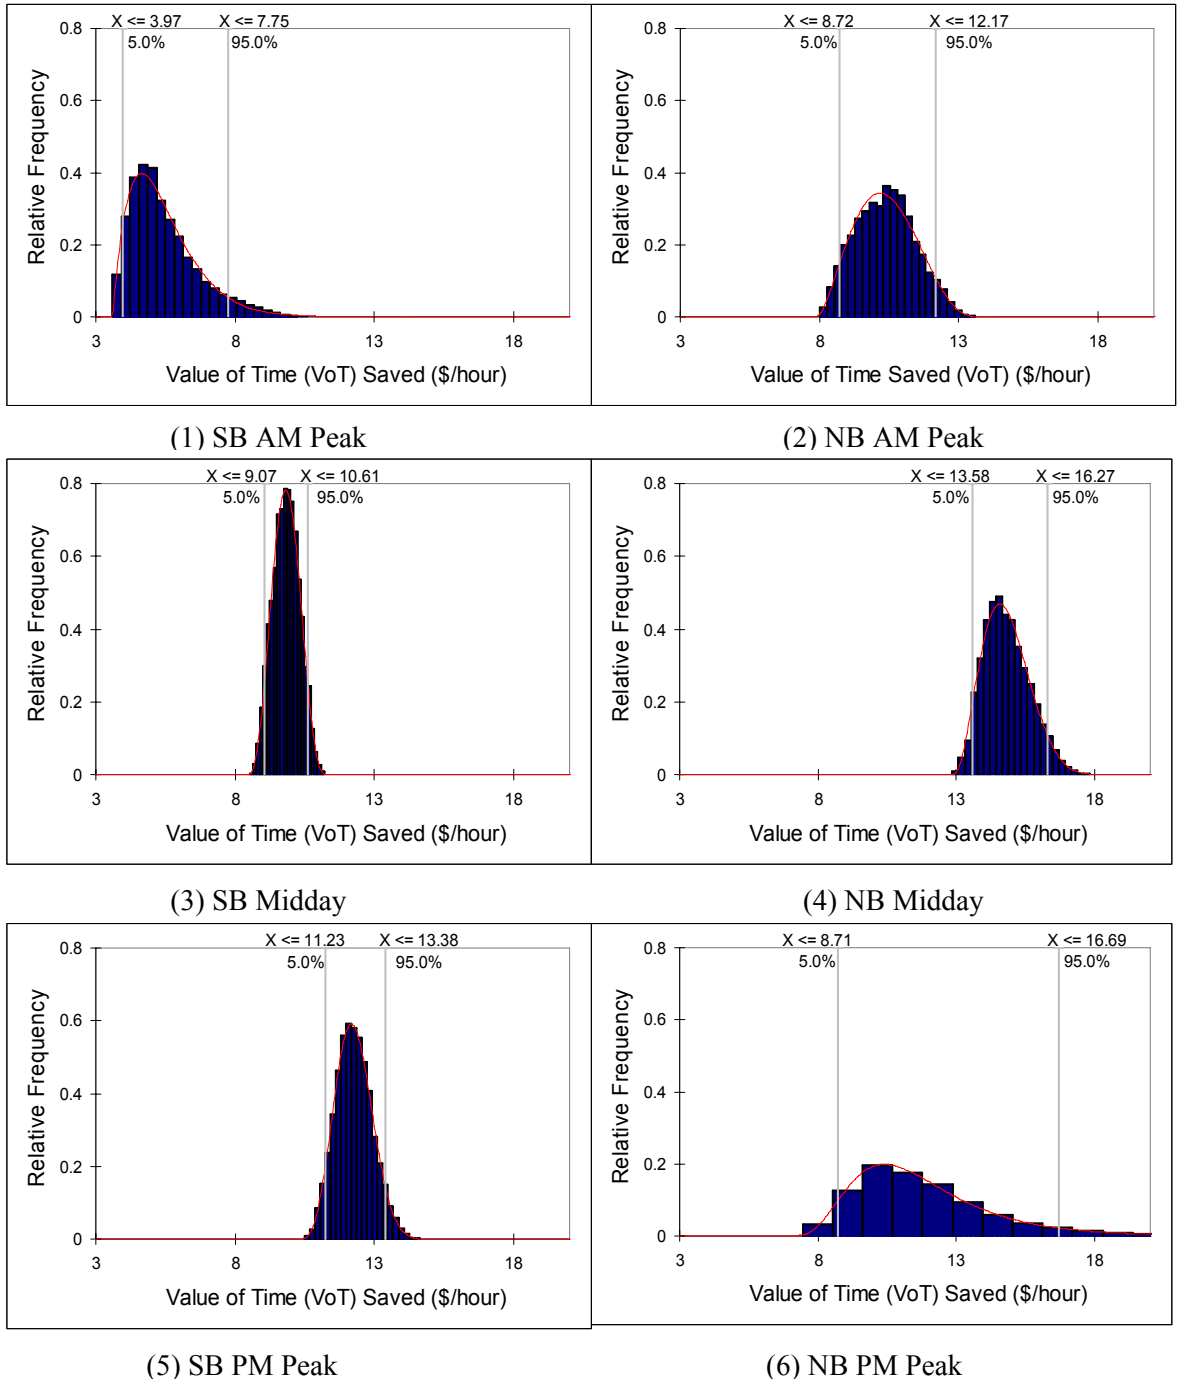 X <= 3.97 X <= 7.75
5.0% 95.0%
0.8
0.6
0.4
0.2
0
Relative Frequency
3 8 13 18
Value of Time (VoT) Saved ($/hour)
(1) SB AM Peak
X <= 8.72 X <= 12.17
5.0% 95.0%
0.8
0.6
0.4
0.2
0
Relative Frequency
3 8 13 18
Value of Time Saved (VoT) ($/hour)
(2) NB AM Peak
X <= 9.07 X <= 10.61
5.0% 95.0%
0.8
0.6
0.4
0.2
0
Relative Frequency
3 8 13 18
Value of Time (VoT) Saved ($/hour)
(3) SB Midday
X <= 13.58 X <= 16.27
5.0% 95.0%
0.8
0.6
0.4
0.2
0
Relative Frequency
3 8 13 18
Value of Time (VoT) Saved ($/hour)
(4) NB Midday
X <= 11.23 X <= 13.38
5.0% 95.0%
0.8
0.6
0.4
0.2
0
Relative Frequency
3 8 13 18
Value of Time (VoT) Saved ($/hour)
(5) SB PM Peak
X <= 8.71 X <= 16.69
5.0% 95.0%
0.8
0.6
0.4
0.2
0
Relative Frequency
3 8 13 18
Value of Time (VoT) Saved ($/hour)
(6) NB PM Peak